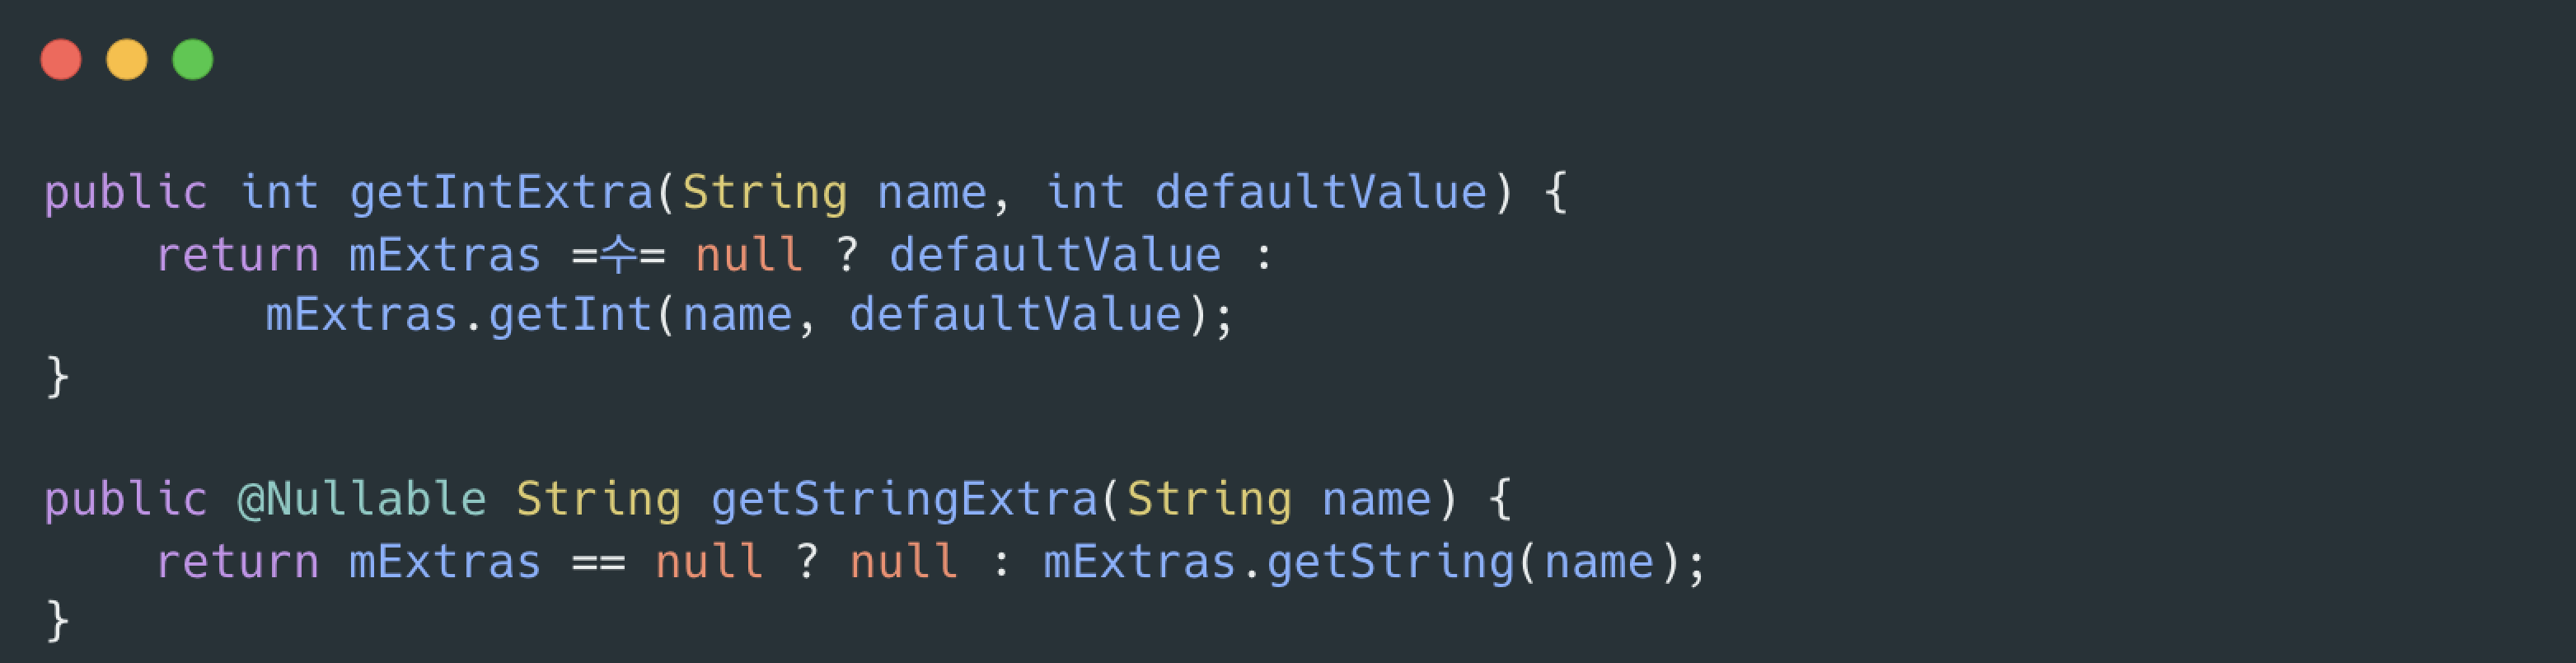 public int getIntExtra(String name, int defaultValue) {
    return mExtras =수= null ? defaultValue :
        mExtras.getInt(name, defaultValue);
}

public @Nullable String getStringExtra(String name) {
    return mExtras == null ? null : mExtras.getString(name);
}